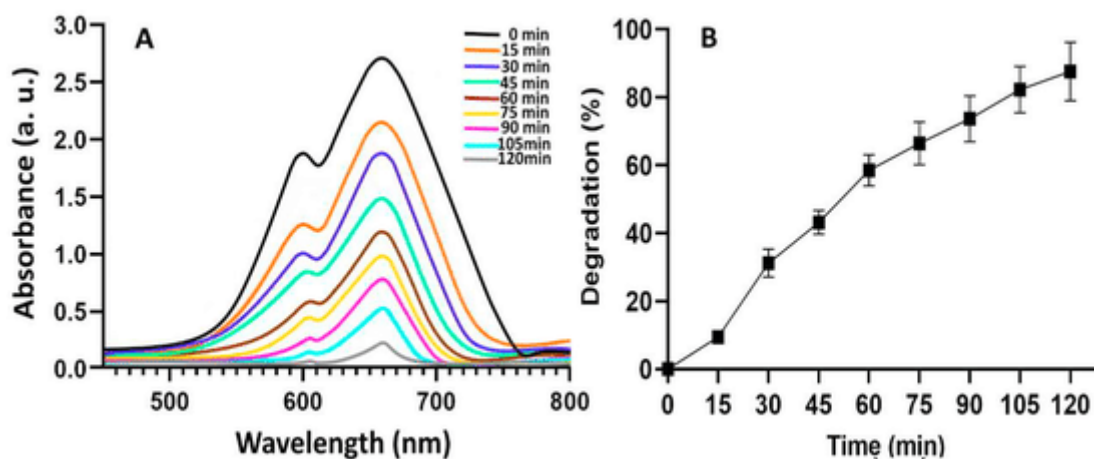 A
3.0
2.5
2.0
1.5
1.0
0.5
0.0
Absorbance (a. u.)
500
600
700
800
Wavelength (nm)
0 min
15 min
30 min
45 min
60 min
75 min
90 min
105min
120min
B
100
80
60
40
20
0
Degradation (%)
0 15 30 45 60 75 90 105 120
Time (min)